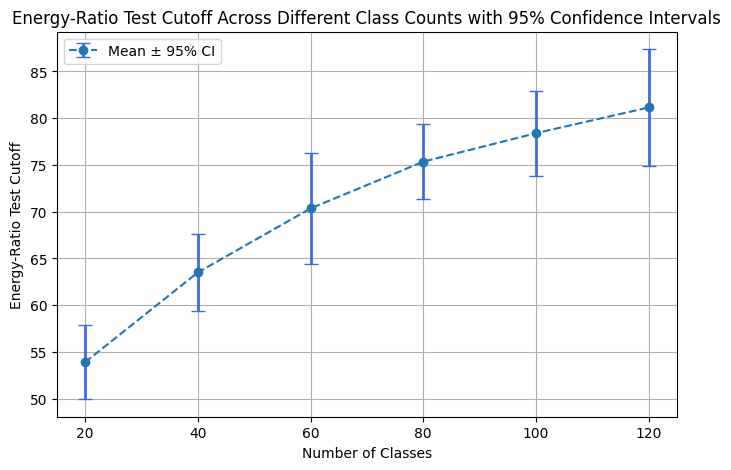 Energy-Ratio Test Cutoff Across Different Class Counts with 95% Confidence Intervals
Mean ± 95% CI
Energy-Ratio Test Cutoff
85
80
75
70
65
60
55
50
20 40 60 80 100 120
Number of Classes